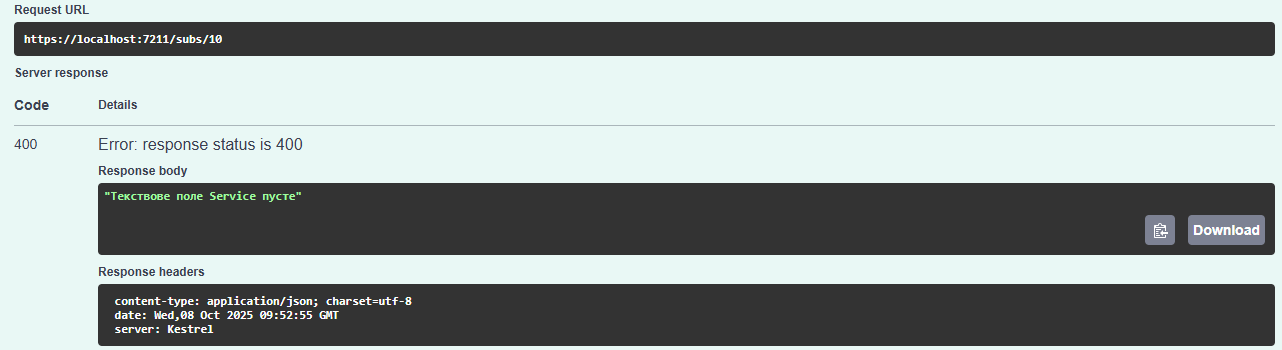 Request URL
https://localhost:7211/subs/10
Server response
Code Details
400 Error: response status is 400
Response body
"Текствове поле Service пусте"
Download
Response headers
content-type: application/json; charset=utf-8
date: Wed,08 Oct 2025 09:52:55 GMT
server: Kestrel